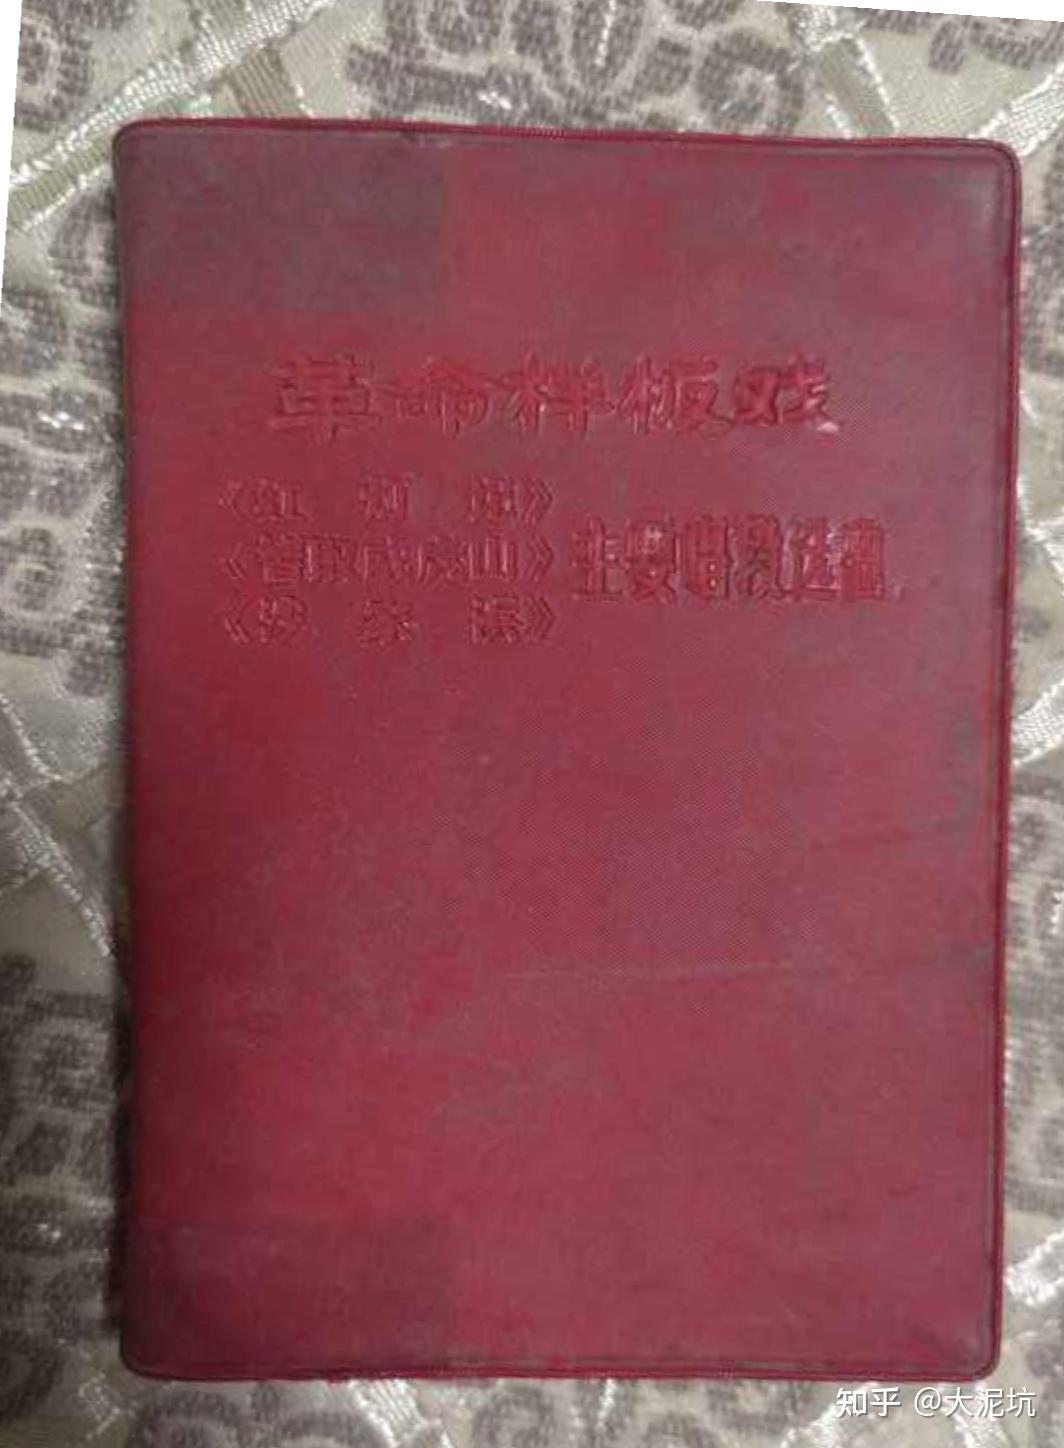 革命样板戏
《红灯记》
《智取威虎山》
《沙家浜》
主要唱段选曲
知乎 @大泥坑